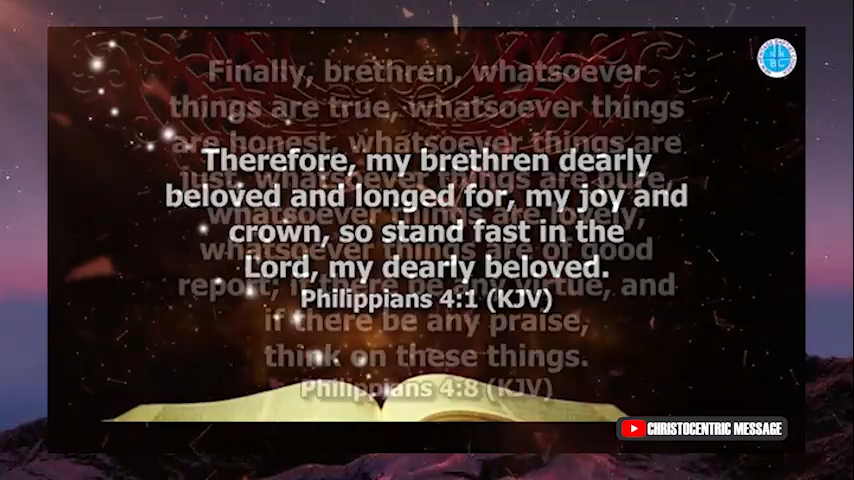 Finally, brethren, whatsoever
things are true, whatsoever things
are honest, whatsoever things are
just, whatsoever things are pure,
whatsoever things are lovely,
whatsoever things are of good
report; if there be any virtue, and
if there be any praise,
think on these things.
Philippians 4:8 (KJV)
Therefore, my brethren dearly
beloved and longed for, my joy and
crown, so stand fast in the
Lord, my dearly beloved.
Philippians 4:1 (KJV)
CHRISTOCENTRIC MESSAGE